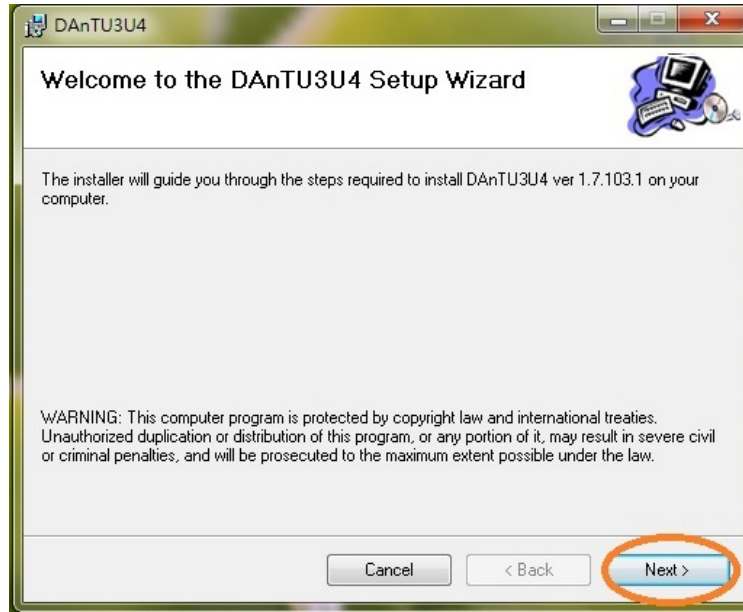 DAnTU3U4
Welcome to the DAnTU3U4 Setup Wizard
The installer will guide you through the steps required to install DAnTU3U4 ver 1.7.103.1 on your
computer.
WARNING: This computer program is protected by copyright law and international treaties.
Unauthorized duplication or distribution of this program, or any portion of it, may result in severe civil
or criminal penalties, and will be prosecuted to the maximum extent possible under the law.
Cancel < Back Next >